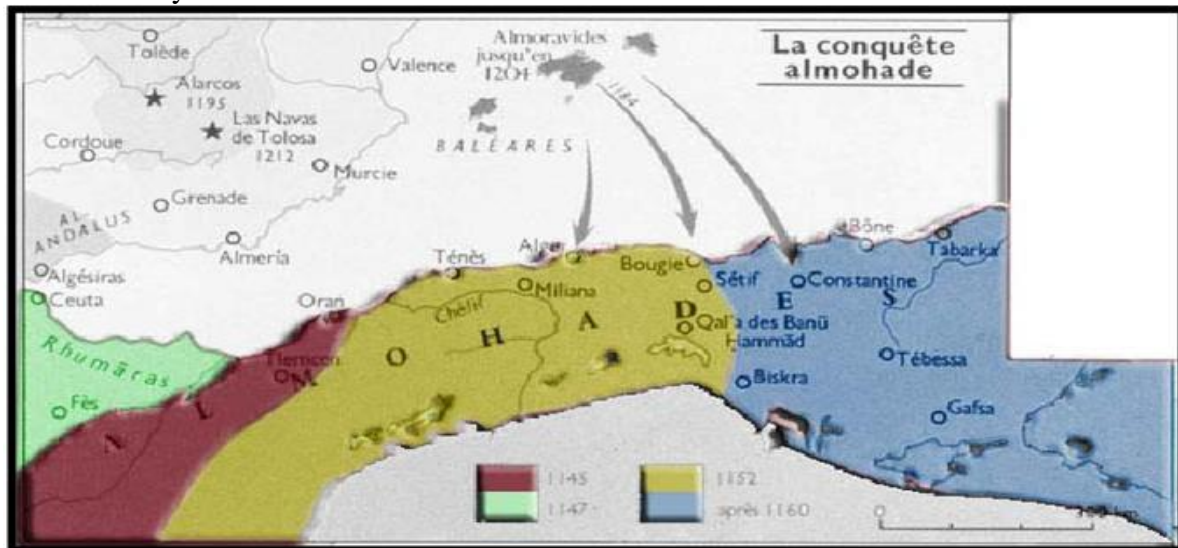 La conquête
almohade
Tolède
Valence
Almoravides
jusqu'en
1204
1184
Alarcos
1195
Las Navas
de Tolosa
1212
BALÉARES
Cordoue
Murcie
Grenade
AL
ANDALUS
Almería
Algésiras
Ceuta
Rhumāras
Fès
Oran
Tlemcen
Ténès
Alger
Miliana
Chélif
Bougie
Sétif
Qal'a des Banū
Hammād
Biskra
Constantine
Bône
Tabarka
Tébessa
Gafsa
A L M O H A D E S
1145
1147
1152
après 1160
0